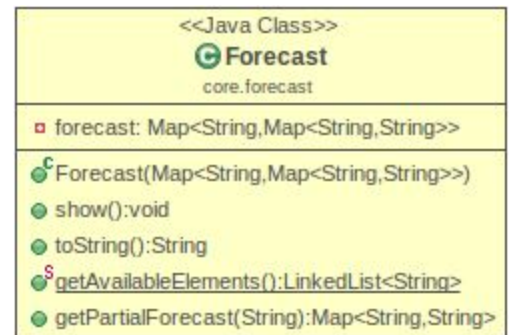 <<Java Class>>
Forecast
core.forecast
forecast: Map<String,Map<String,String>>
Forecast(Map<String,Map<String,String>>)
show():void
toString():String
getAvailableElements():LinkedList<String>
getPartialForecast(String):Map<String,String>